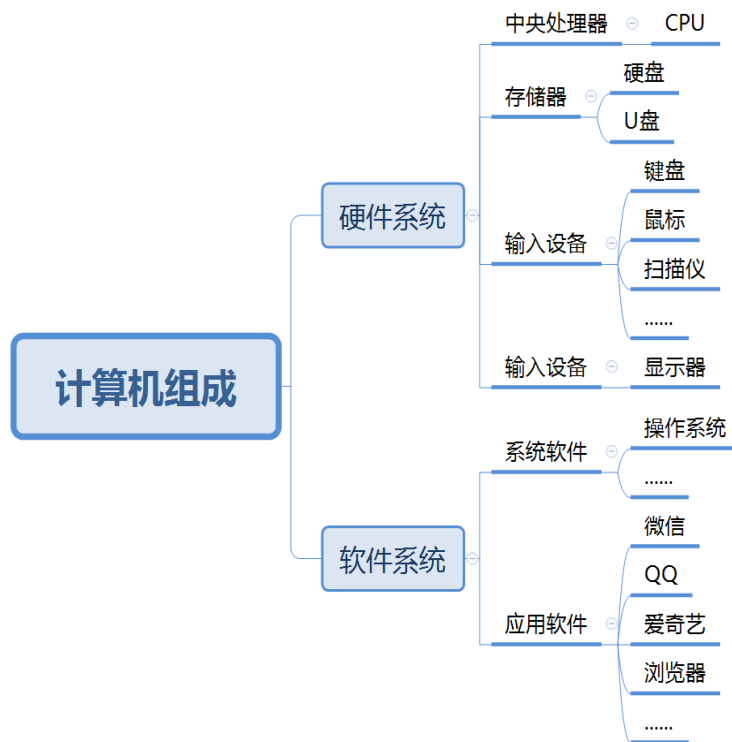 计算机组成
硬件系统
中央处理器
CPU
存储器
硬盘
U盘
输入设备
键盘
鼠标
扫描仪
......
输入设备
显示器
软件系统
系统软件
操作系统
......
应用软件
微信
QQ
爱奇艺
浏览器
......